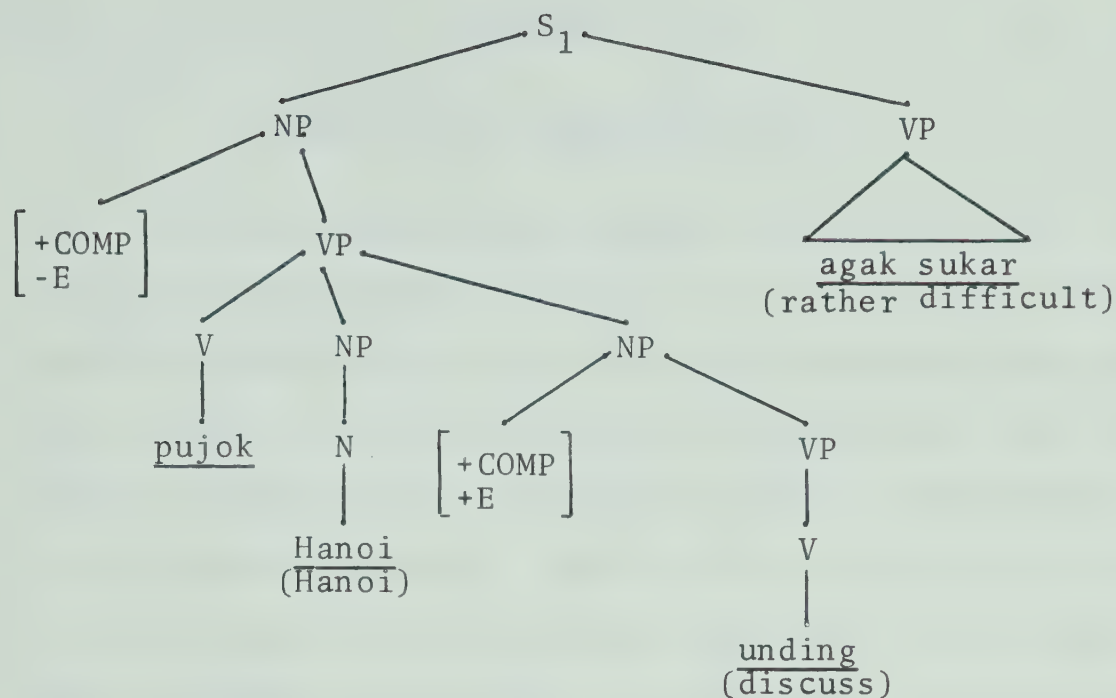 S1
NP VP
+COMP
-E
VP
agak sukar
(rather difficult)
V NP NP
pujok N
+COMP
+E
VP
Hanoi
(Hanoi)
V
unding
(discuss)